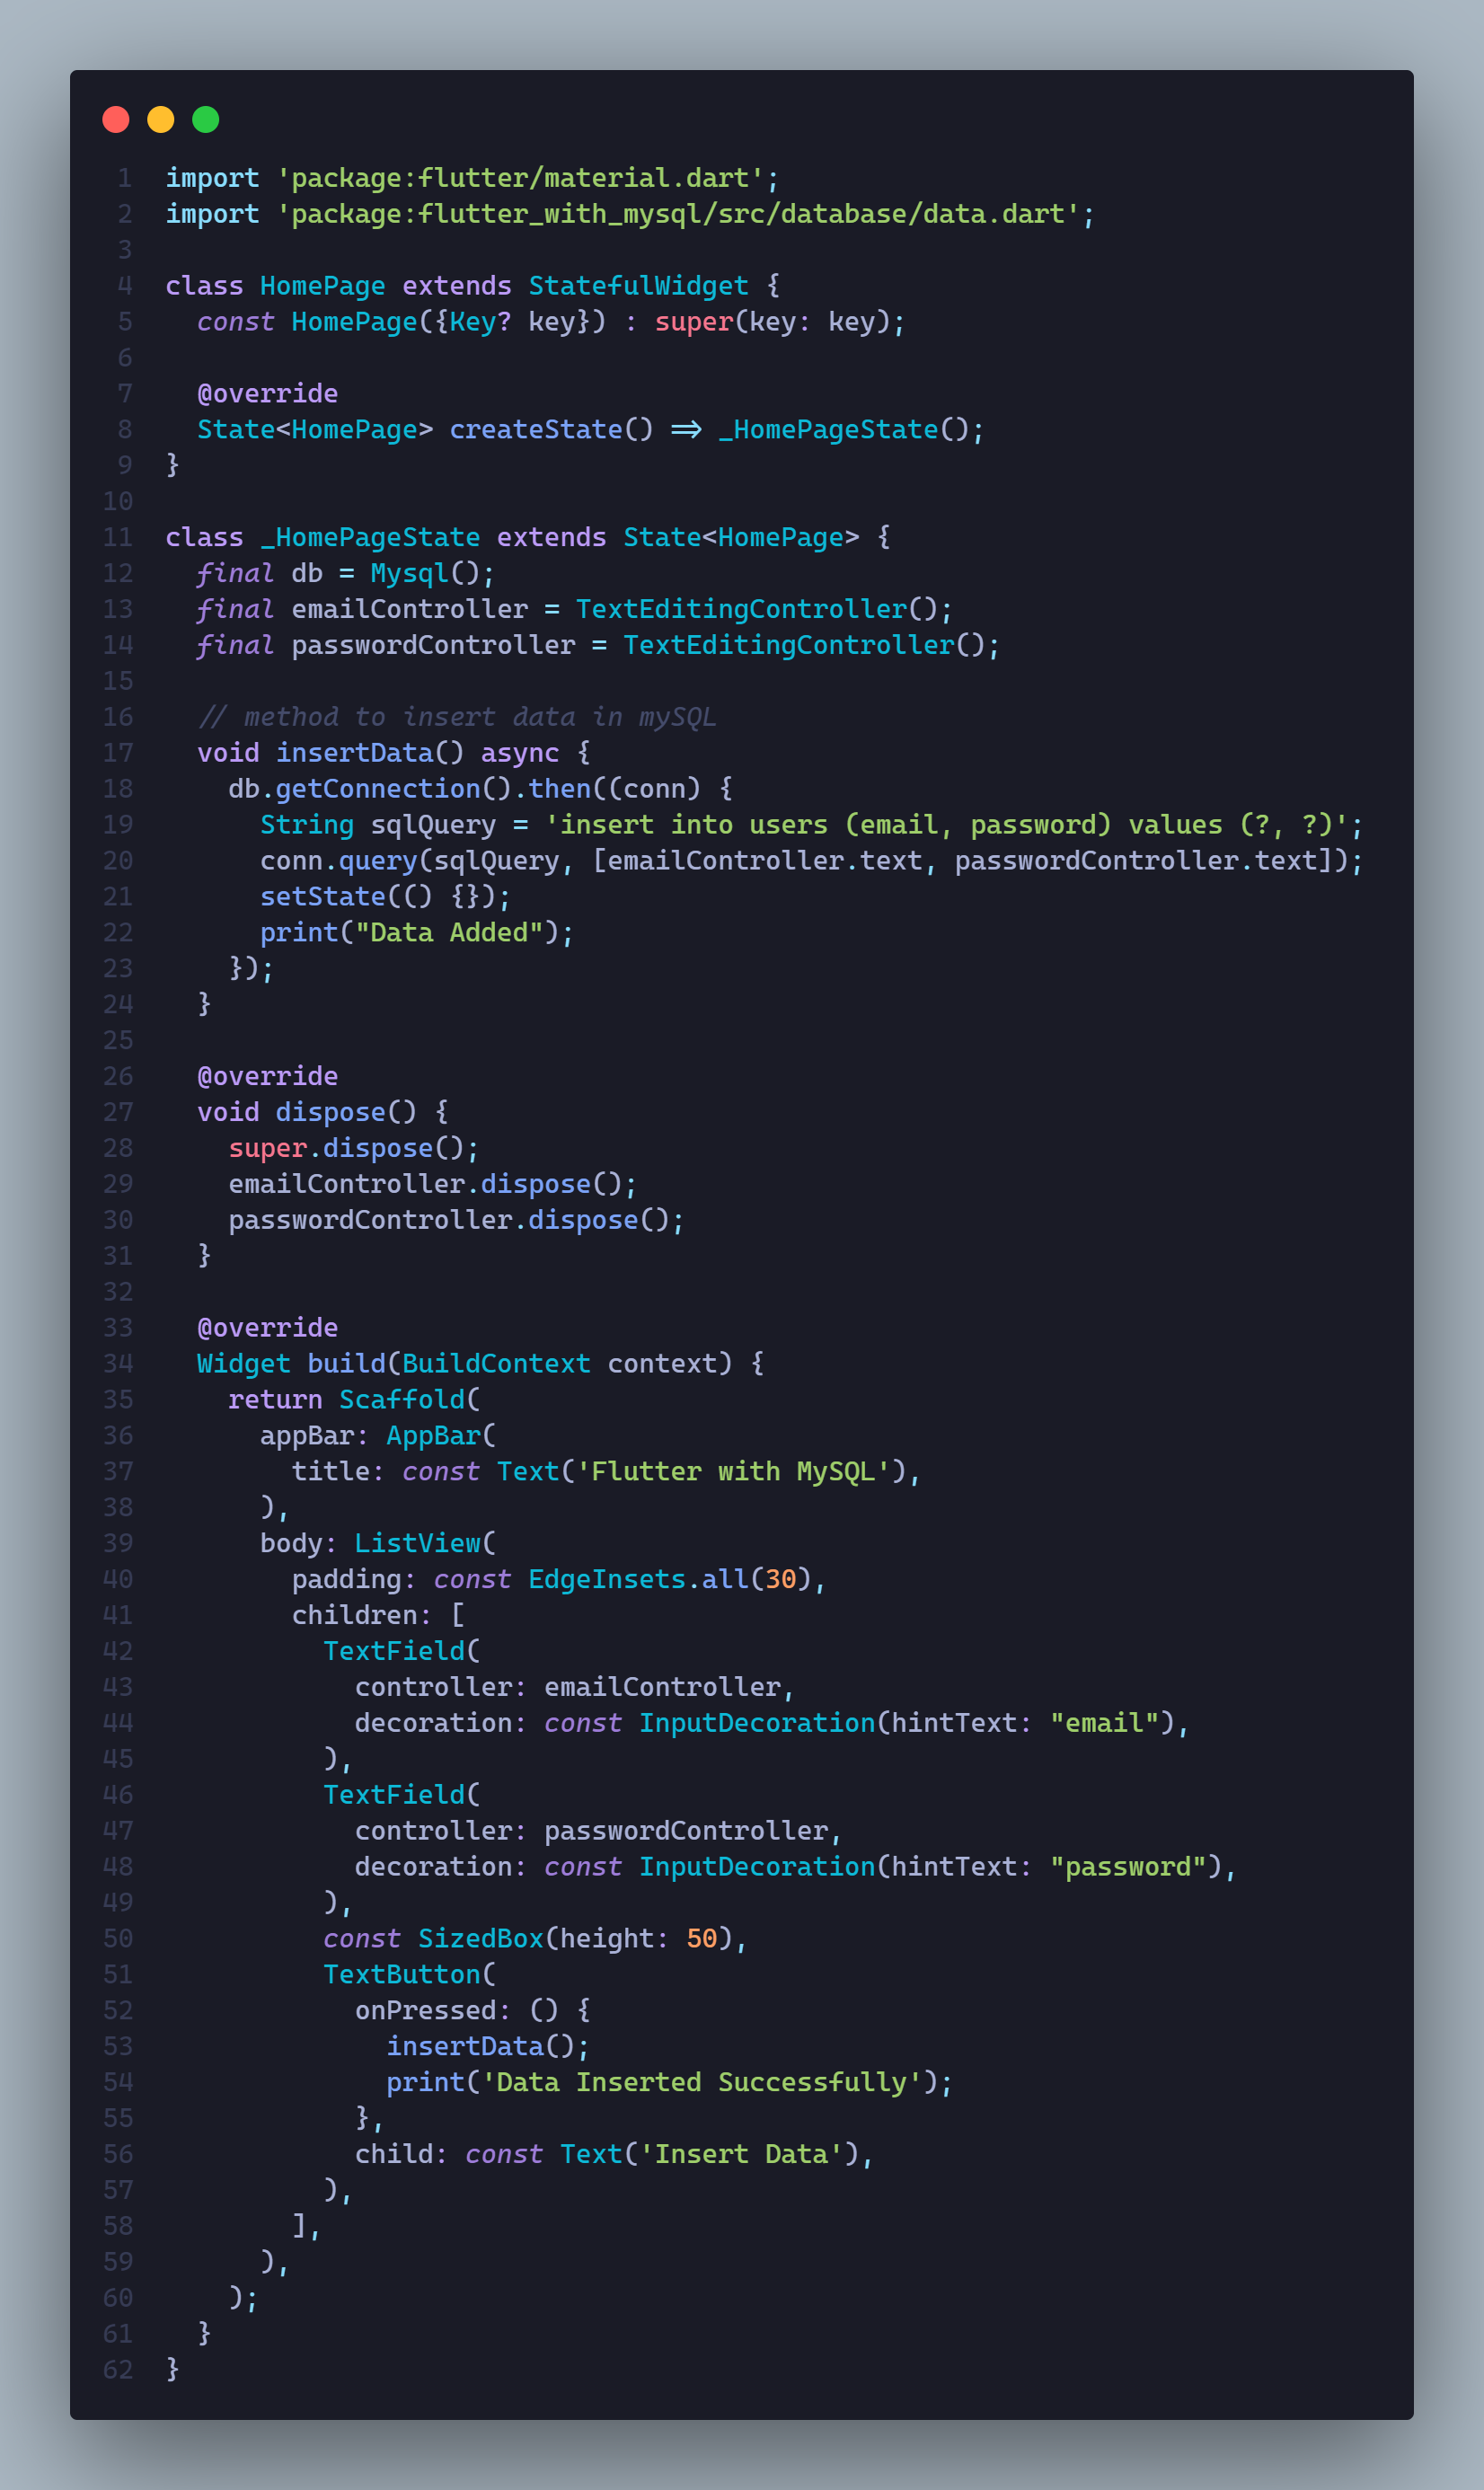 1 import 'package:flutter/material.dart';
2 import 'package:flutter_with_mysql/src/database/data.dart';
3
4 class HomePage extends StatefulWidget {
5   const HomePage({Key? key}) : super(key: key);
6
7   @override
8   State<HomePage> createState() => _HomePageState();
9 }
10
11 class _HomePageState extends State<HomePage> {
12   final db = Mysql();
13   final emailController = TextEditingController();
14   final passwordController = TextEditingController();
15
16   // method to insert data in mySQL
17   void insertData() async {
18     db.getConnection().then((conn) {
19       String sqlQuery = 'insert into users (email, password) values (?, ?)';
20       conn.query(sqlQuery, [emailController.text, passwordController.text]);
21       setState(() {});
22       print("Data Added");
23     });
24   }
25
26   @override
27   void dispose() {
28     super.dispose();
29     emailController.dispose();
30     passwordController.dispose();
31   }
32
33   @override
34   Widget build(BuildContext context) {
35     return Scaffold(
36       appBar: AppBar(
37         title: const Text('Flutter with MySQL'),
38       ),
39       body: ListView(
40         padding: const EdgeInsets.all(30),
41         children: [
42           TextField(
43             controller: emailController,
44             decoration: const InputDecoration(hintText: "email"),
45           ),
46           TextField(
47             controller: passwordController,
48             decoration: const InputDecoration(hintText: "password"),
49           ),
50           const SizedBox(height: 50),
51           TextButton(
52             onPressed: () {
53               insertData();
54               print('Data Inserted Successfully');
55             },
56             child: const Text('Insert Data'),
57           ),
58         ],
59       ),
60     );
61   }
62 }